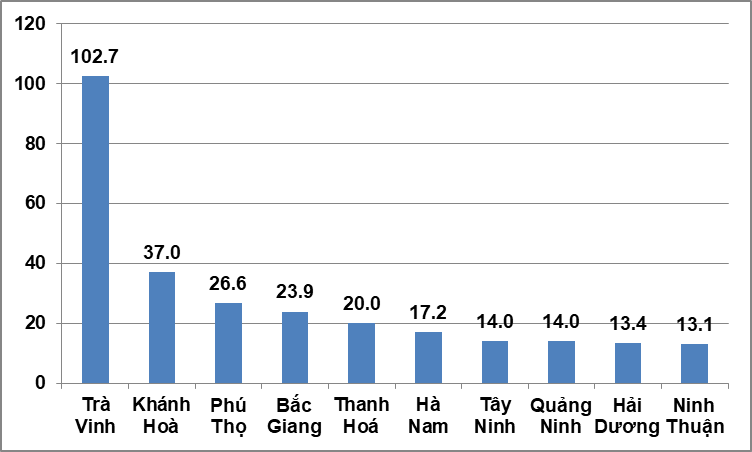 120
100
80
60
40
20
0
102.7
37.0
26.6
23.9
20.0
17.2
14.0
14.0
13.4
13.1
Trà Vinh
Khánh Hoà
Phú Thọ
Bắc Giang
Thanh Hoá
Hà Nam
Tây Ninh
Quảng Ninh
Hải Dương
Ninh Thuận